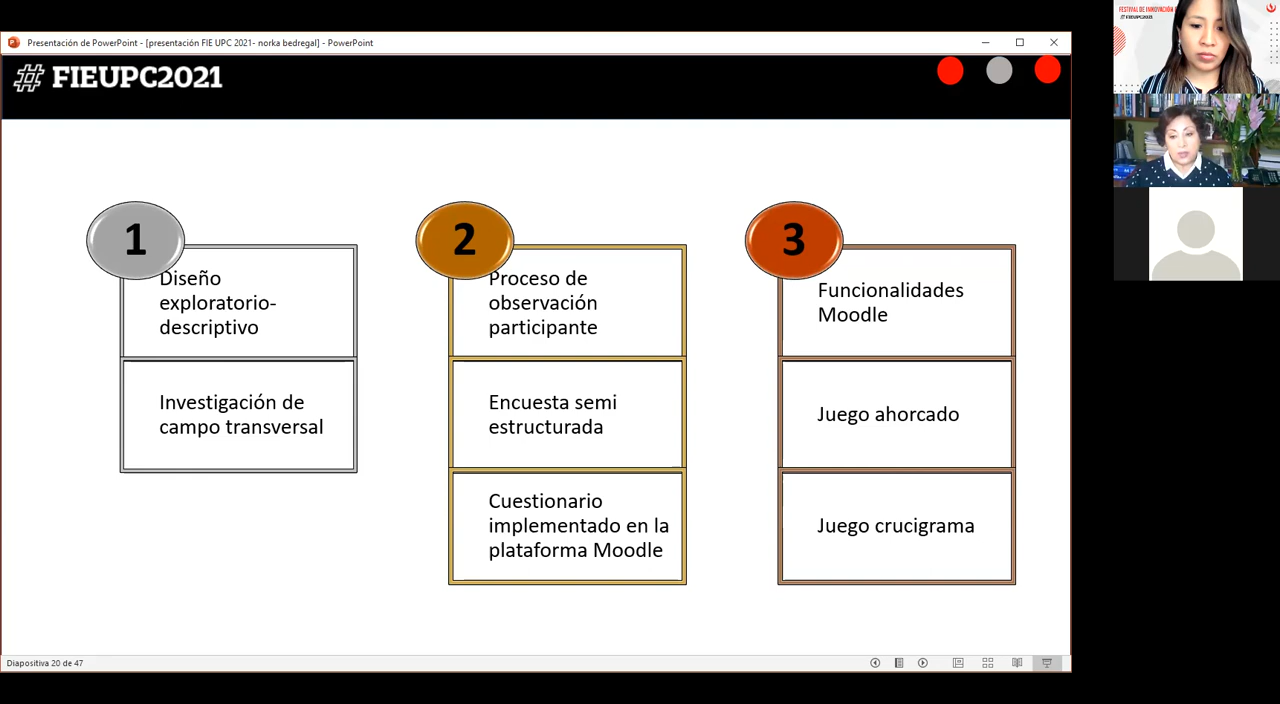 FESTIVAL DE INNOVACIÓN
#FIEUPC2021
Presentación de PowerPoint - [presentación FIE UPC 2021- norka bedregal] - PowerPoint
# FIEUPC2021
1
Diseño
exploratorio-
descriptivo
Investigación de
campo transversal
2
Proceso de
observación
participante
Encuesta semi
estructurada
Cuestionario
implementado en la
plataforma Moodle
3
Funcionalidades
Moodle
Juego ahorcado
Juego crucigrama
Diapositiva 20 de 47